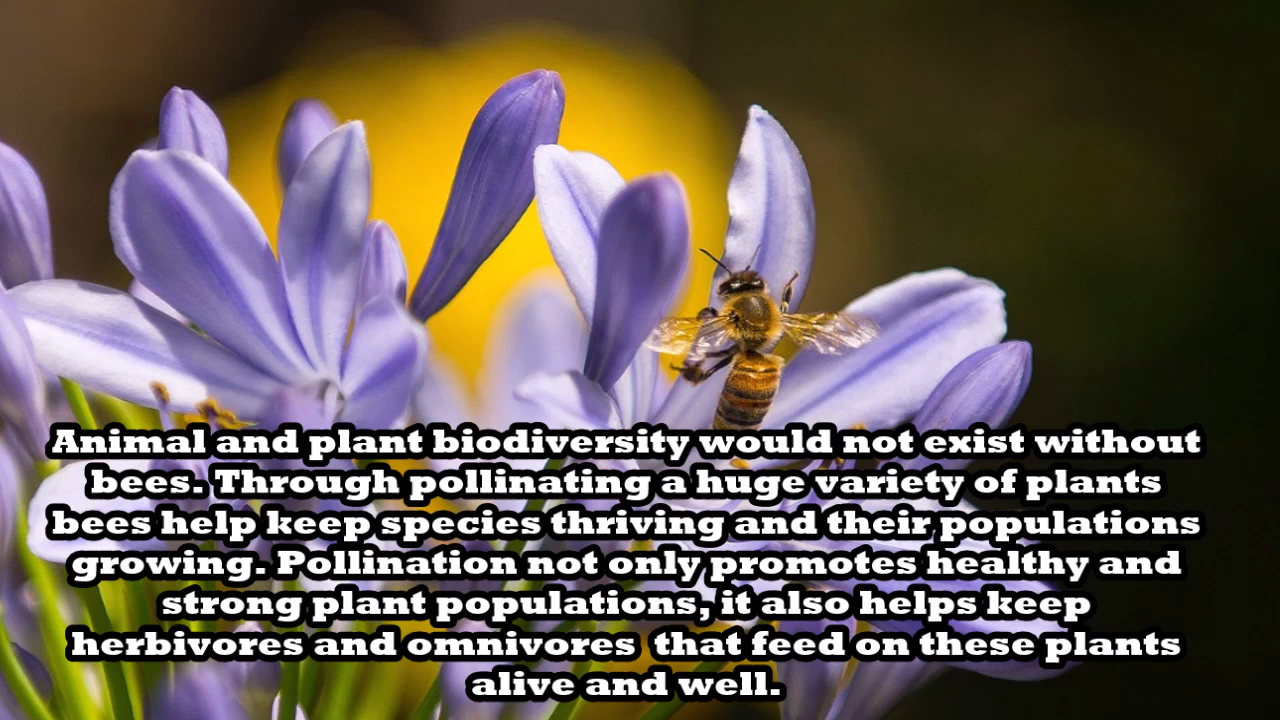 Animal and plant biodiversity would not exist without
bees. Through pollinating a huge variety of plants
bees help keep species thriving and their populations
growing. Pollination not only promotes healthy and
strong plant populations, it also helps keep
herbivores and omnivores  that feed on these plants
alive and well.